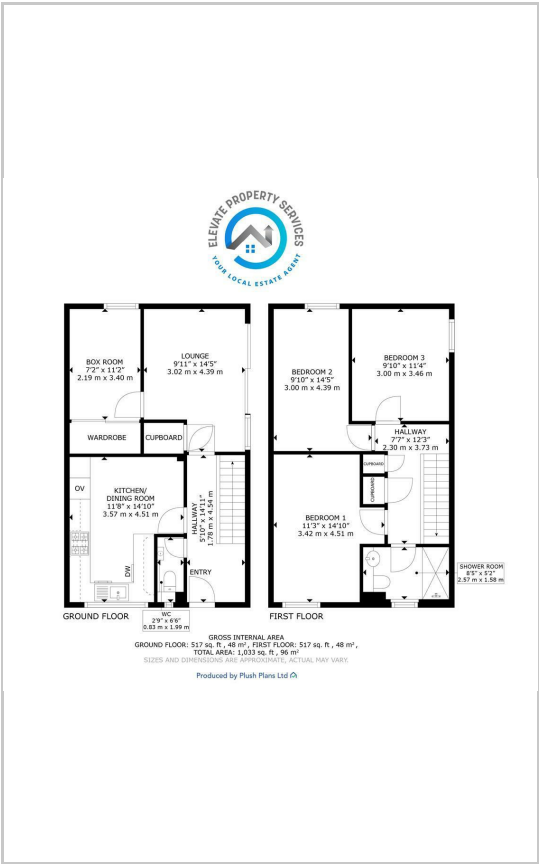 ELEVATE PROPERTY SERVICES
YOUR LOCAL ESTATE AGENT
BOX ROOM
7'2" x 11'2"
2.19 m x 3.40 m
LOUNGE
9'11" x 14'5"
3.02 m x 4.39 m
WARDROBE
CUPBOARD
OV
KITCHEN/
DINING ROOM
11'8" x 14'10"
3.57 m x 4.51 m
HALLWAY
5'10" x 14'11"
1.78 m x 4.54 m
DW
ENTRY
GROUND FLOOR
WC
2'9" x 6'6"
0.83 m x 1.99 m
BEDROOM 2
9'10" x 14'5"
3.00 m x 4.39 m
BEDROOM 3
9'10" x 11'4"
3.00 m x 3.46 m
HALLWAY
7'7" x 12'3"
2.30 m x 3.73 m
CUPBOARD
CUPBOARD
BEDROOM 1
11'3" x 14'10"
3.42 m x 4.51 m
SHOWER ROOM
8'5" x 5'2"
2.57 m x 1.58 m
FIRST FLOOR
GROSS INTERNAL AREA
GROUND FLOOR: 517 sq. ft , 48 m², FIRST FLOOR: 517 sq. ft , 48 m² ,
TOTAL AREA: 1,033 sq. ft , 96 m²
SIZES AND DIMENSIONS ARE APPROXIMATE, ACTUAL MAY VARY.
Produced by Plush Plans Ltd